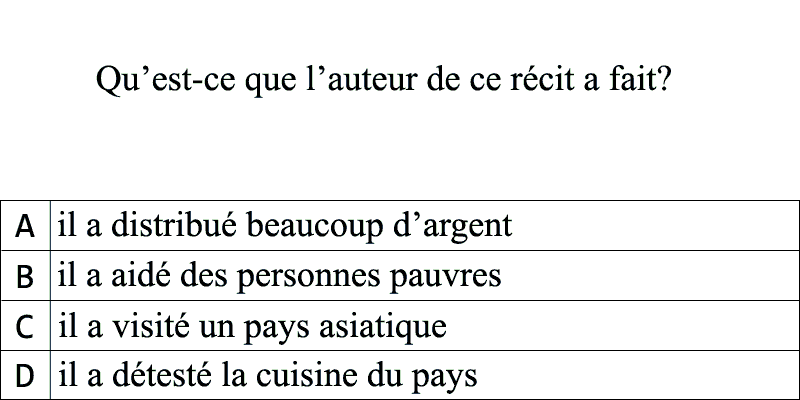 Qu’est-ce que l’auteur de ce récit a fait?
A il a distribué beaucoup d’argent
B il a aidé des personnes pauvres
C il a visité un pays asiatique
D il a détesté la cuisine du pays